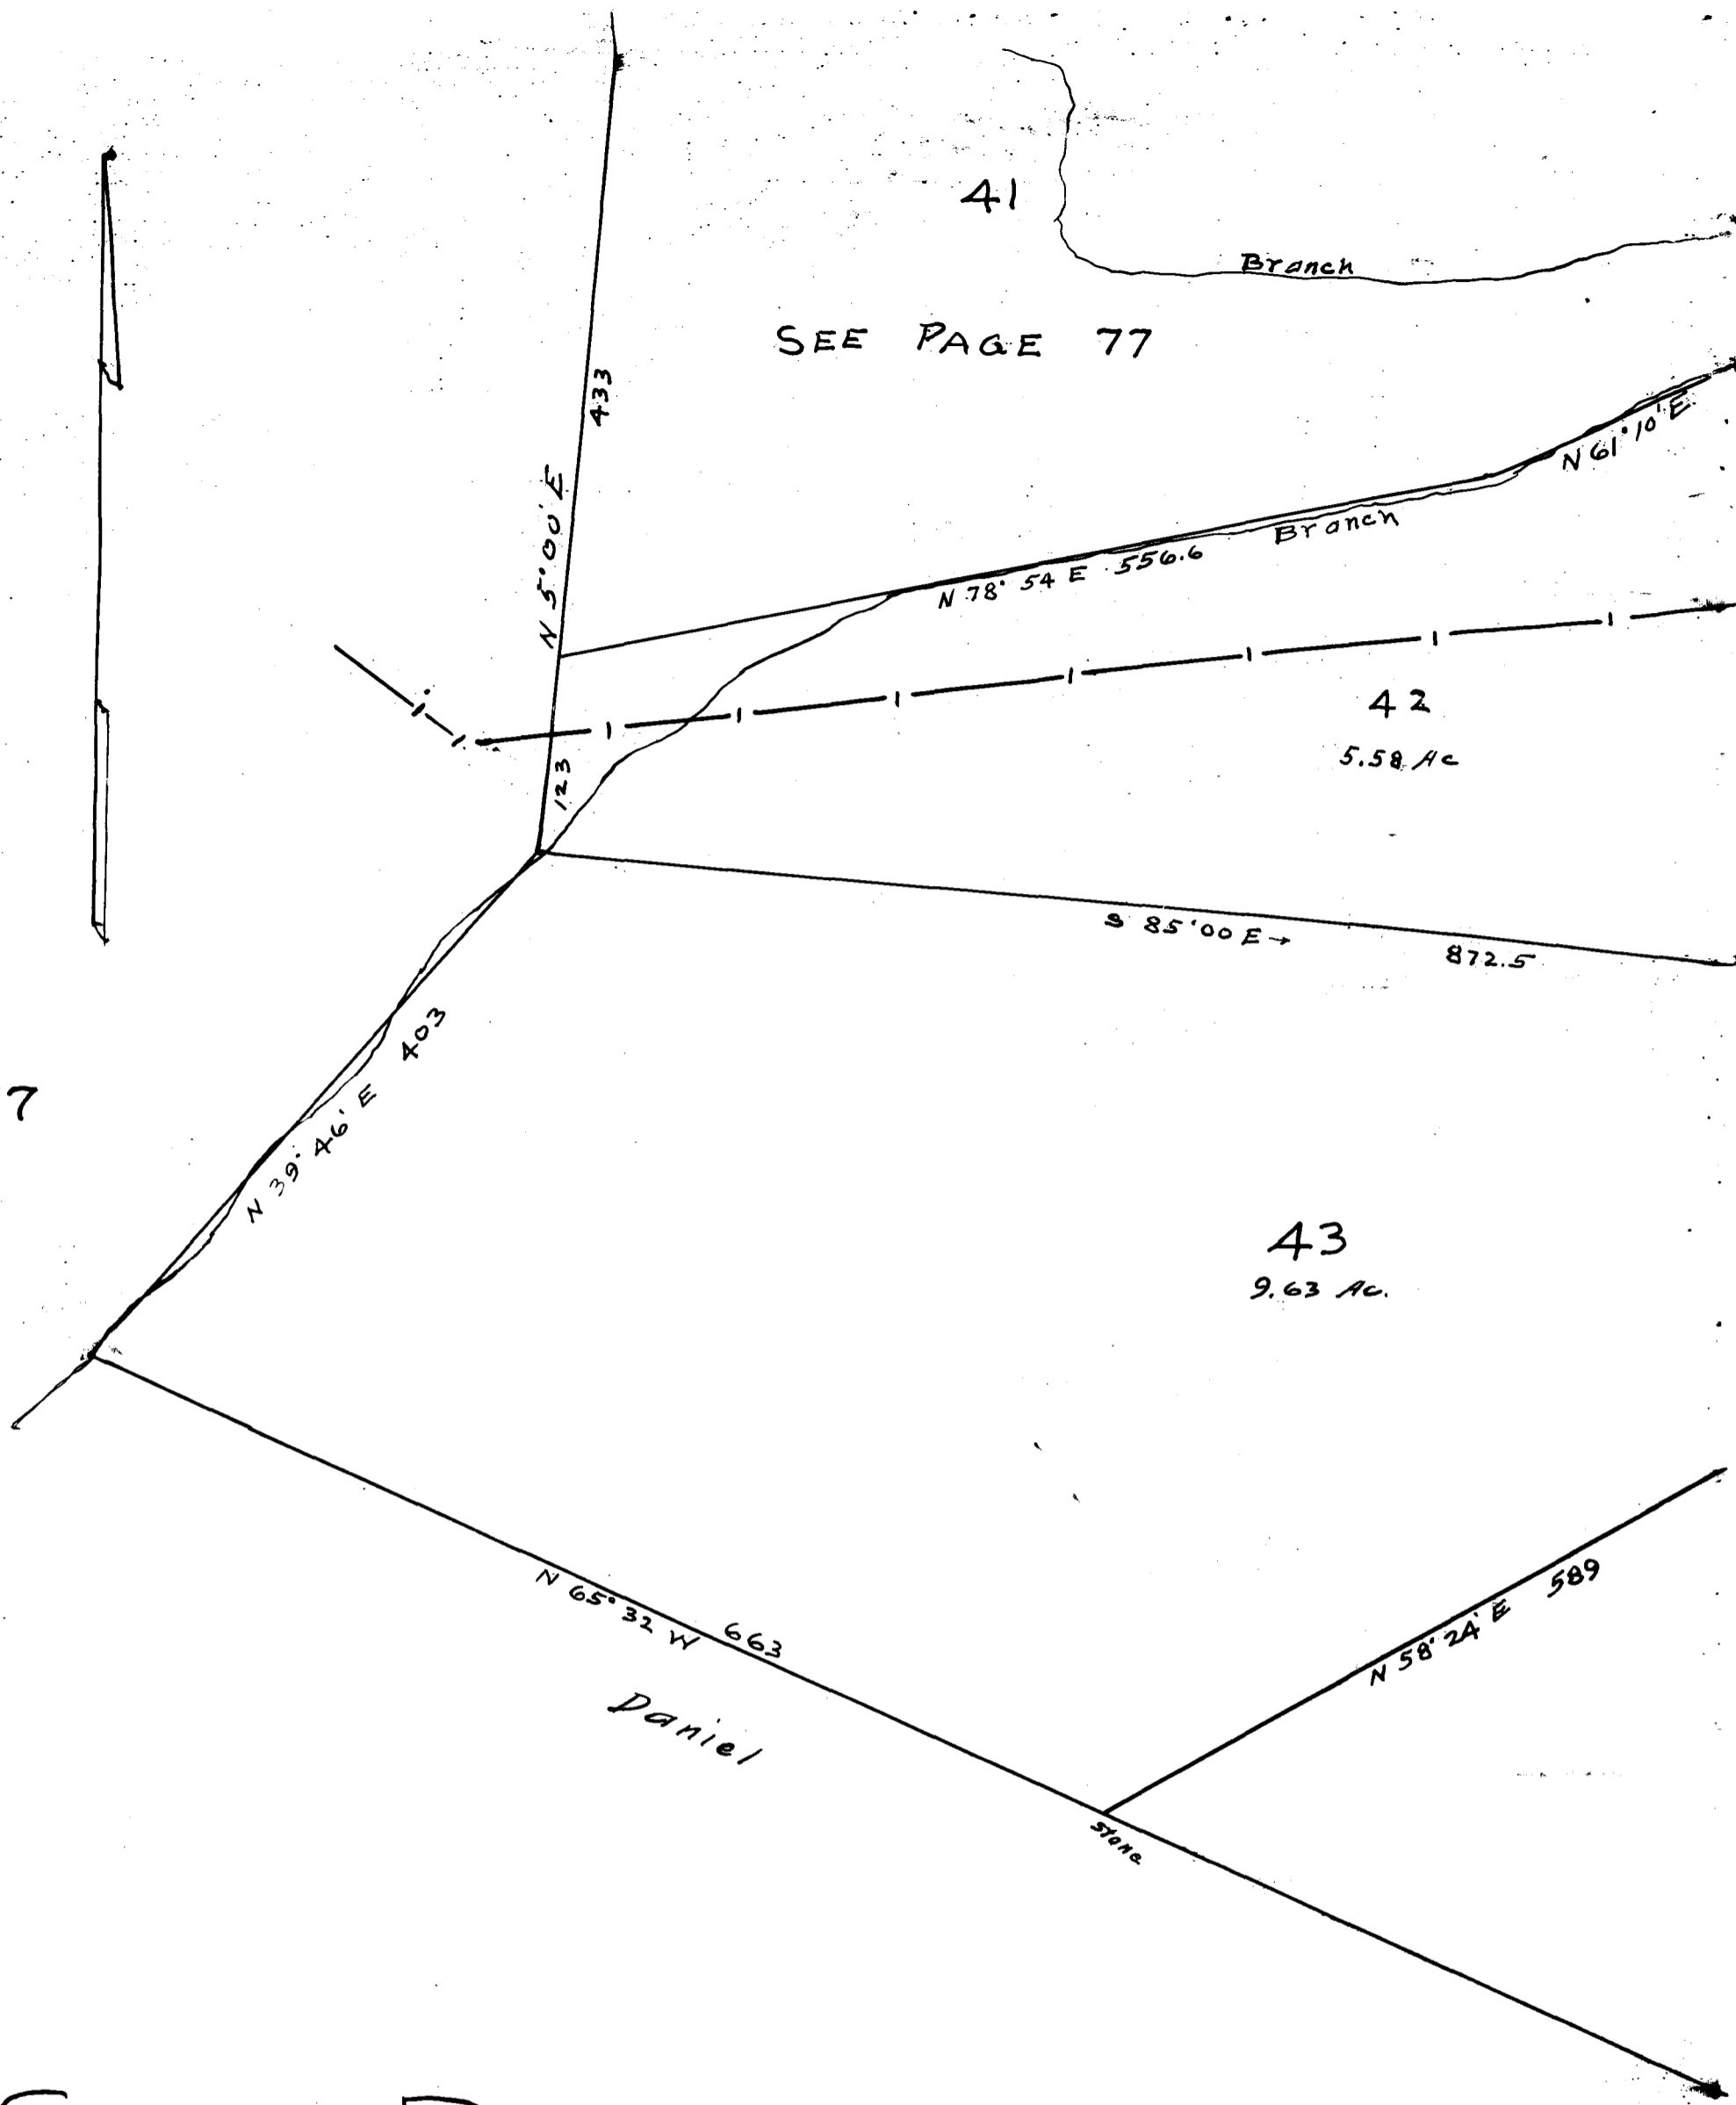 41
Branch
SEE PAGE 77
433
N 5°00' E
N 61°10' E
Branch
N 78° 54 E 556.6
42
5.58 Ac
123
S 85°00 E →
872.5
403
N 39° 46' E
7
43
9.63 Ac.
589
N 58° 24' E
N 65° 32 W 663
Daniel
Stone